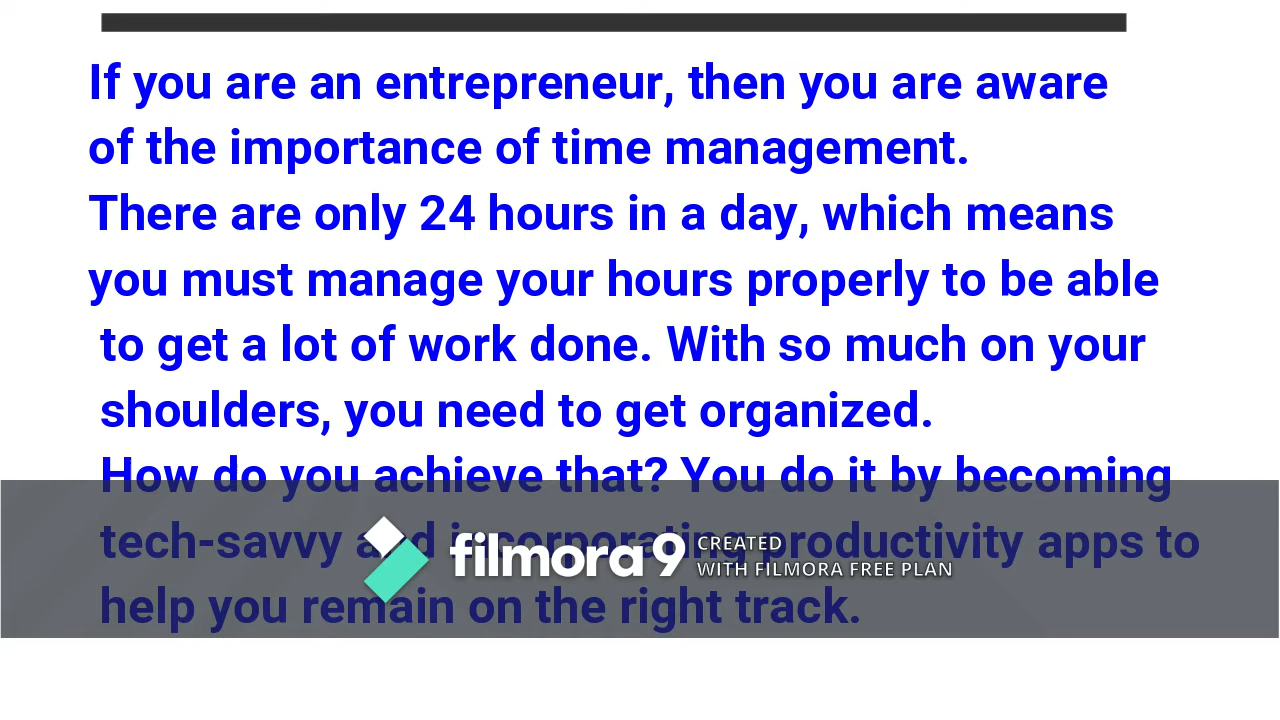 If you are an entrepreneur, then you are aware
of the importance of time management.
There are only 24 hours in a day, which means
you must manage your hours properly to be able
to get a lot of work done. With so much on your
shoulders, you need to get organized.
How do you achieve that? You do it by becoming
tech-savvy and incorporating productivity apps to
help you remain on the right track.
filmora9
CREATED
WITH FILMORA FREE PLAN